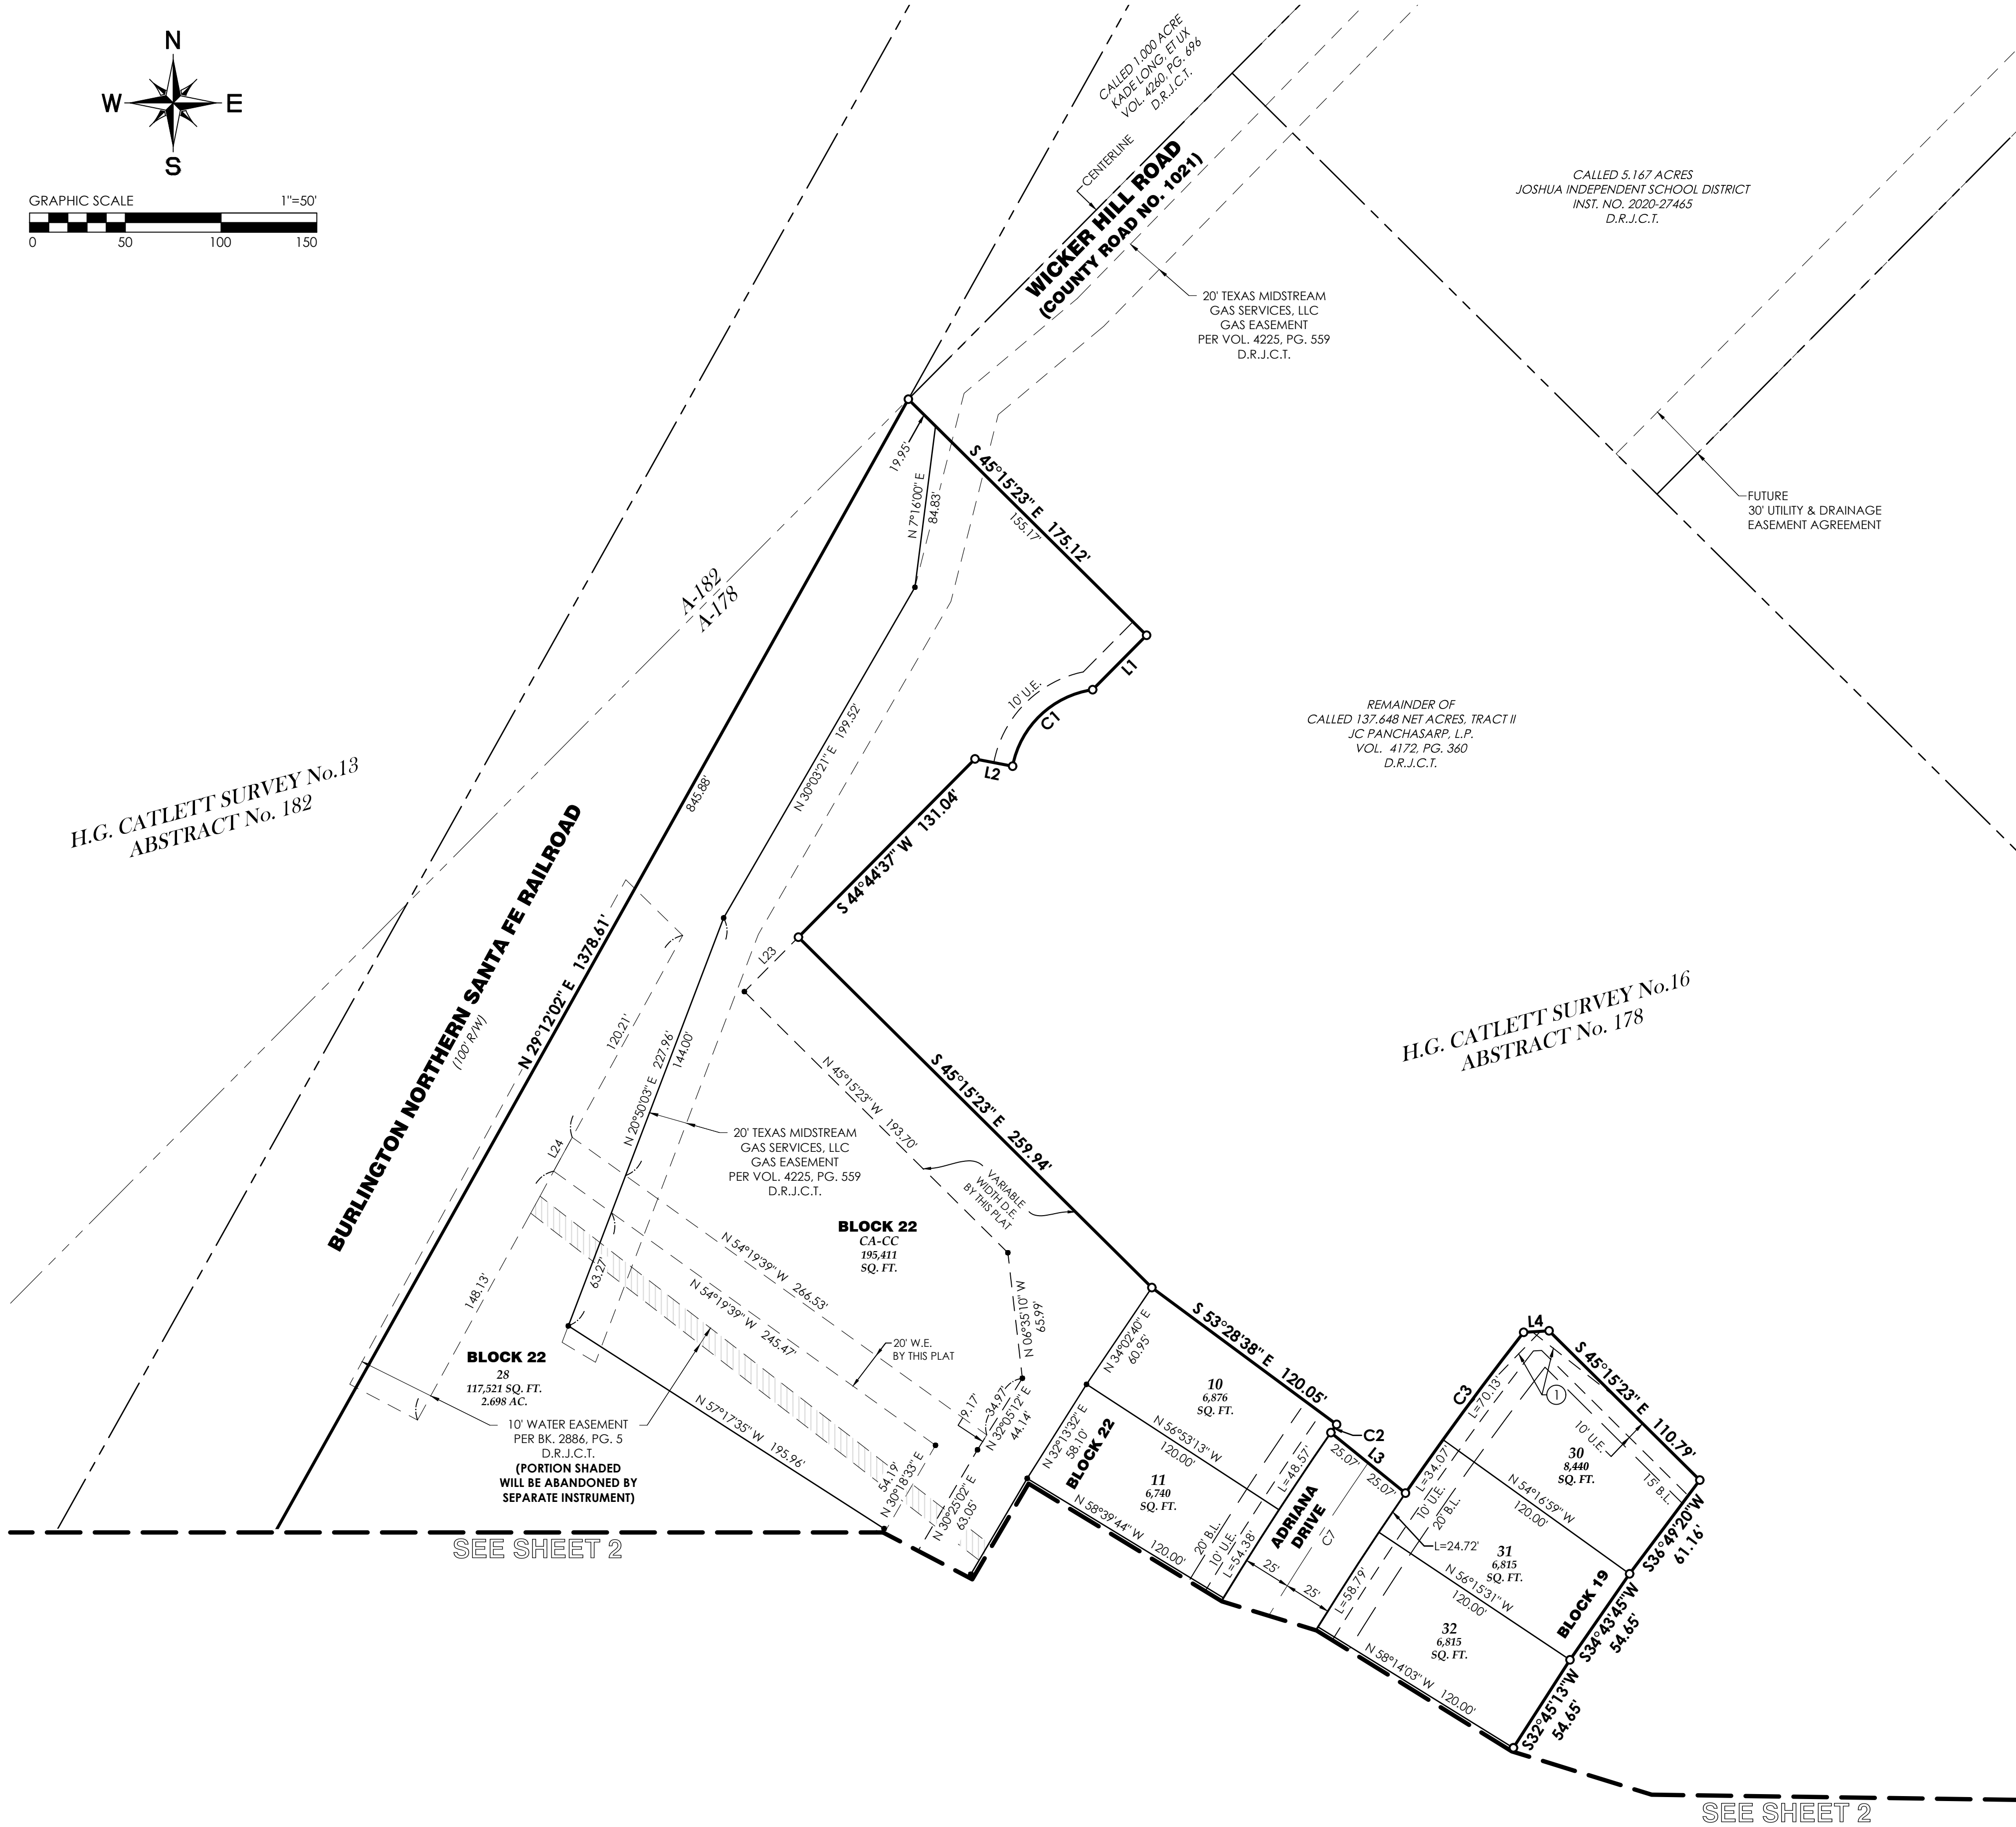 N
W
E
S
GRAPHIC SCALE 1"=50'
0 50 100 150
CALLED 1.000 ACRE
KADE LONG, ET UX
VOL. 4260, PG. 696
D.R.J.C.T.
CENTERLINE
WICKER HILL ROAD
(COUNTY ROAD NO. 1021)
CALLED 5.167 ACRES
JOSHUA INDEPENDENT SCHOOL DISTRICT
INST. NO. 2020-27465
D.R.J.C.T.
20' TEXAS MIDSTREAM
GAS SERVICES, LLC
GAS EASEMENT
PER VOL. 4225, PG. 559
D.R.J.C.T.
FUTURE
30' UTILITY & DRAINAGE
EASEMENT AGREEMENT
19.95'
S 45°15'23" E 175.12'
155.17'
N 7°16'00" E
84.83'
A-182
A-178
L1
10' U.E.
C1
L2
N 30°03'21" E 199.52'
845.88'
S 44°44'37" W 131.04'
REMAINDER OF
CALLED 137.648 NET ACRES, TRACT II
JC PANCHASARP, L.P.
VOL. 4172, PG. 360
D.R.J.C.T.
H.G. CATLETT SURVEY No.13
ABSTRACT No. 182
BURLINGTON NORTHERN SANTA FE RAILROAD
(100' R/W)
N 29°12'02" E 1378.61'
L23
H.G. CATLETT SURVEY No.16
ABSTRACT No. 178
120.21'
N 20°50'03" E 227.96'
144.00'
S 45°15'23" E 259.94'
N 45°15'23" W 193.70'
20' TEXAS MIDSTREAM
GAS SERVICES, LLC
GAS EASEMENT
PER VOL. 4225, PG. 559
D.R.J.C.T.
L24
VARIABLE
WIDTH D.E.
BY THIS PLAT
BLOCK 22
CA-CC
195,411
SQ. FT.
N 54°19'39" W 266.53'
63.27'
148.13'
N 54°19'39" W 245.47'
N 06°35'10" W
65.99'
20' W.E.
BY THIS PLAT
BLOCK 22
28
117,521 SQ. FT.
2.698 AC.
10' WATER EASEMENT
PER BK. 2886, PG. 5
D.R.J.C.T.
(PORTION SHADED
WILL BE ABANDONED BY
SEPARATE INSTRUMENT)
N 57°17'35" W 195.96'
9.17'
34.97'
N 32°05'12" E
44.14'
54.19'
N 30°18'33" E
N 30°25'02" E
63.05'
N 34°02'40" E
60.95'
N 32°13'32" E
58.10'
BLOCK 22
S 53°28'38" E 120.05'
10
6,876
SQ. FT.
N 56°53'13" W
120.00'
11
6,740
SQ. FT.
N 58°39'44" W 120.00'
L=48.57'
20' B.L.
10' U.E.
L=54.38'
C2
L3
25.07'
25.07'
ADRIANA
DRIVE
C7
25'
25'
L4
C3
L=70.13'
1
S 45°15'23" E 110.79'
10' U.E.
15' B.L.
30
8,440
SQ. FT.
L=34.07'
10' U.E.
20' B.L.
N 54°16'59" W
120.00'
L=24.72'
31
6,815
SQ. FT.
S36°49'20"W
61.16'
N 56°15'31" W
120.00'
L=58.79'
BLOCK 19
S34°43'45"W
54.65'
32
6,815
SQ. FT.
N 58°14'03" W 120.00'
S32°45'13"W
54.65'
SEE SHEET 2
SEE SHEET 2